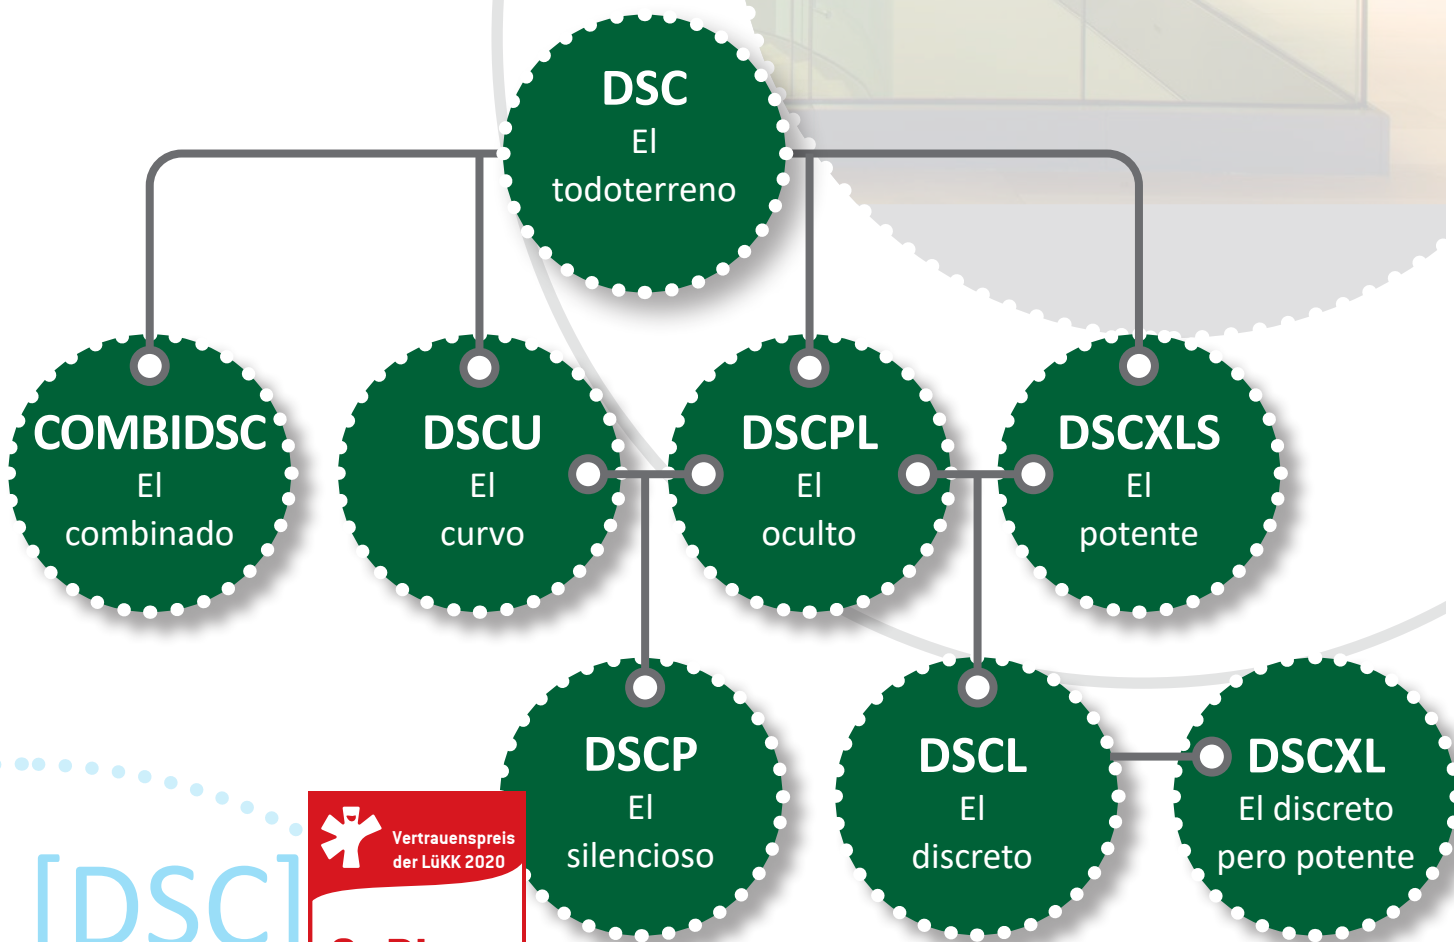 DSC
El
todoterreno
COMBIDSC
El
combinado
DSCU
El
curvo
DSCPL
El
oculto
DSCXLS
El
potente
DSCP
El
silencioso
DSCL
El
discreto
DSCXL
El discreto
pero potente
[DSC]
Vertrauenspreis
der LüKK 2020